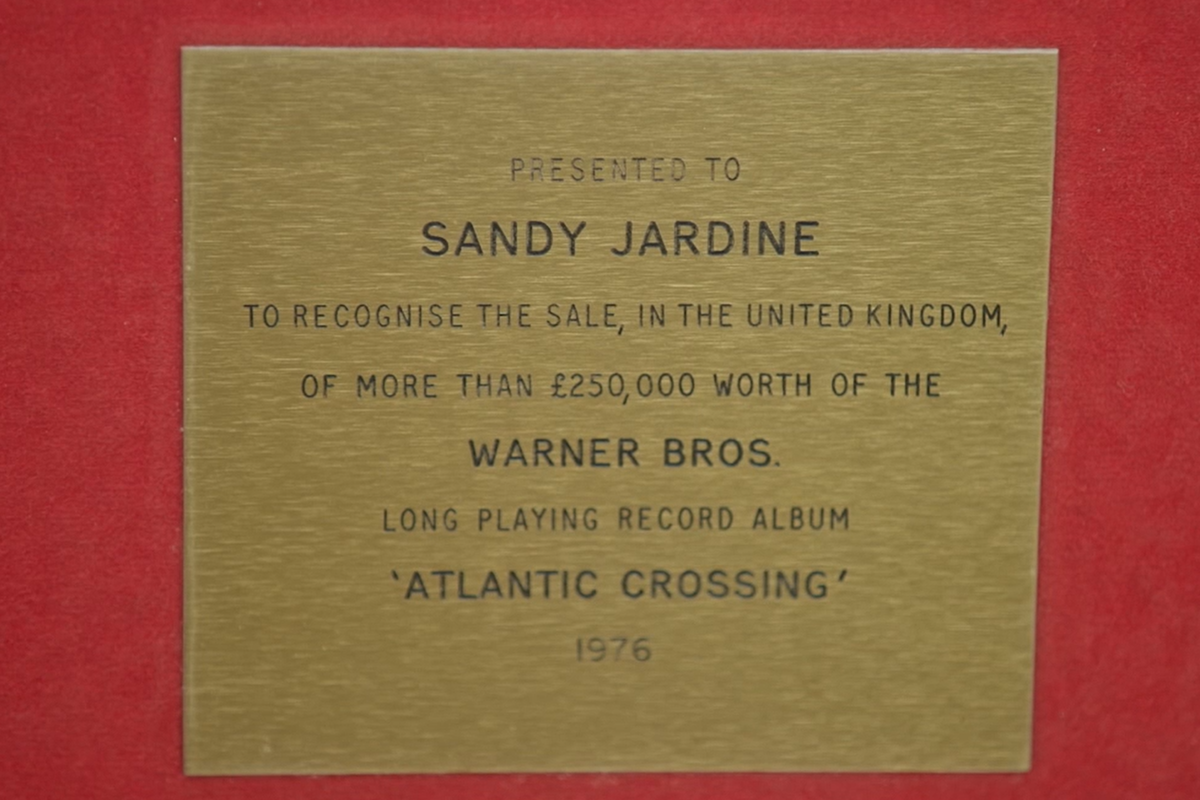 PRESENTED TO
SANDY JARDINE
TO RECOGNISE THE SALE, IN THE UNITED KINGDOM,
OF MORE THAN £250,000 WORTH OF THE
WARNER BROS.
LONG PLAYING RECORD ALBUM
'ATLANTIC CROSSING'
1976